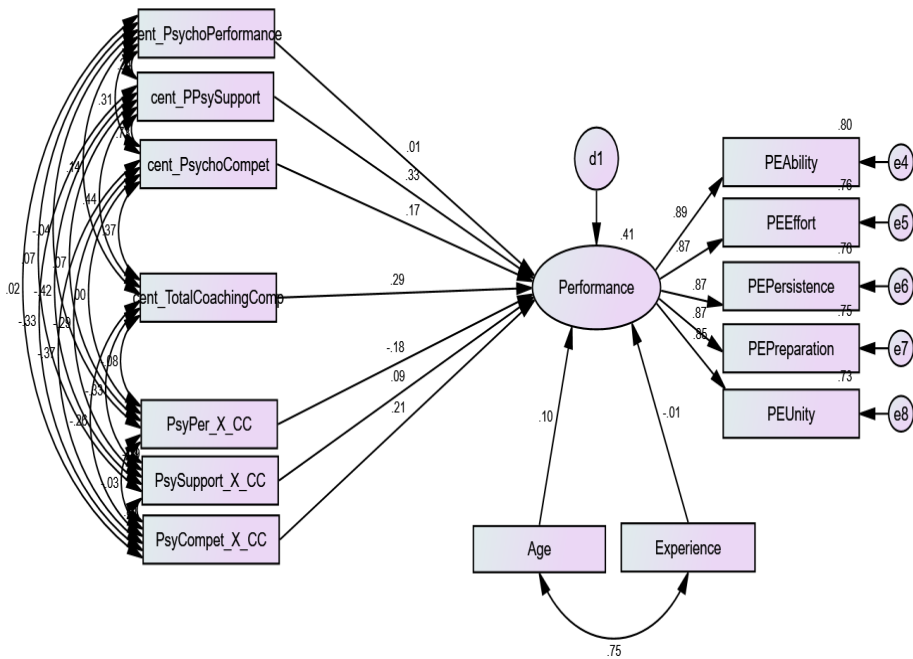 ent_PsychoPerformance
cent_PPsySupport
cent_PsychoCompet
cent_TotalCoachingComp
PsyPer_X_CC
PsySupport_X_CC
PsyCompet_X_CC
.31
.14
.44
.37
-.04
.07
.07
.02
-.42
.00
-.33
-.29
-.37
-.08
-.33
-.26
-.03
.01
.33
.17
.29
-.18
.09
.21
d1
.41
Performance
.10
-.01
Age
Experience
.75
.89
.87
.87
.87
.85
.80
PEAbility
e4
.76
PEEffort
e5
.76
PEPersistence
e6
.75
PEPreparation
e7
.73
PEUnity
e8